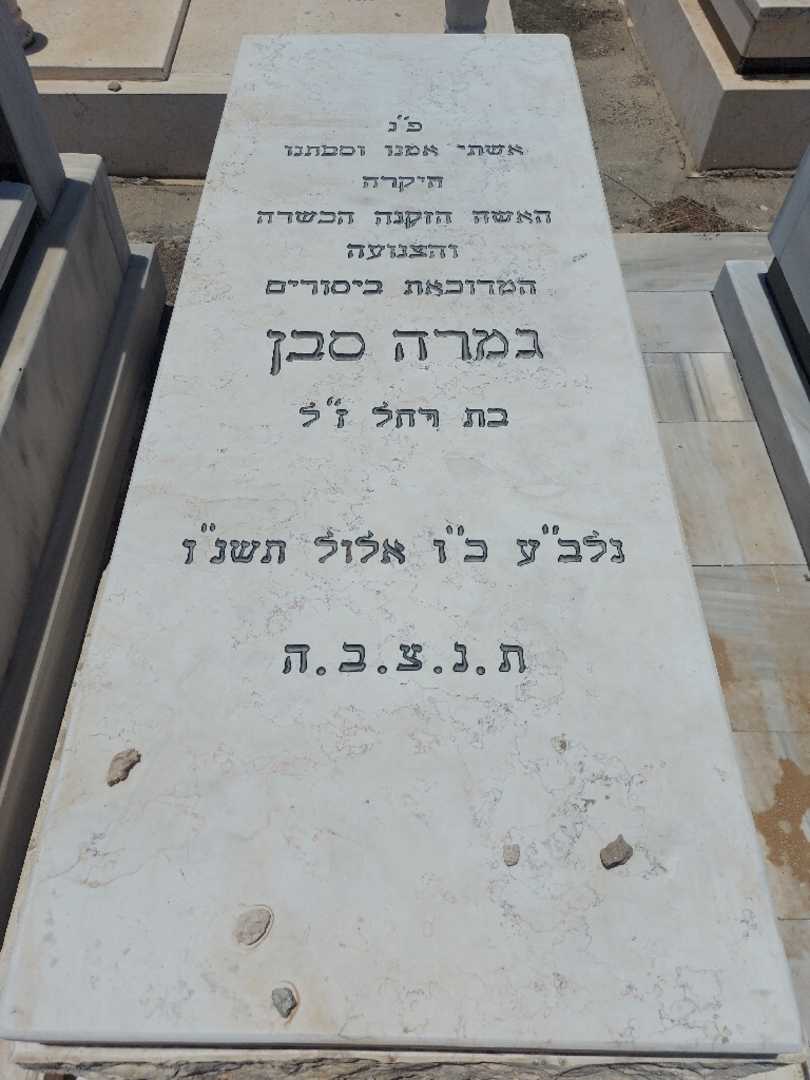 פ"נ
אשתי אמנו וסבתנו
היקרה
האשה הזקנה הכשרה
והצנועה
המדוכאת ביסורים
גמרה סבן
בת רחל ז"ל
נלב"ע כ"ו אלול תשנ"ז
ת.נ.צ.ב.ה